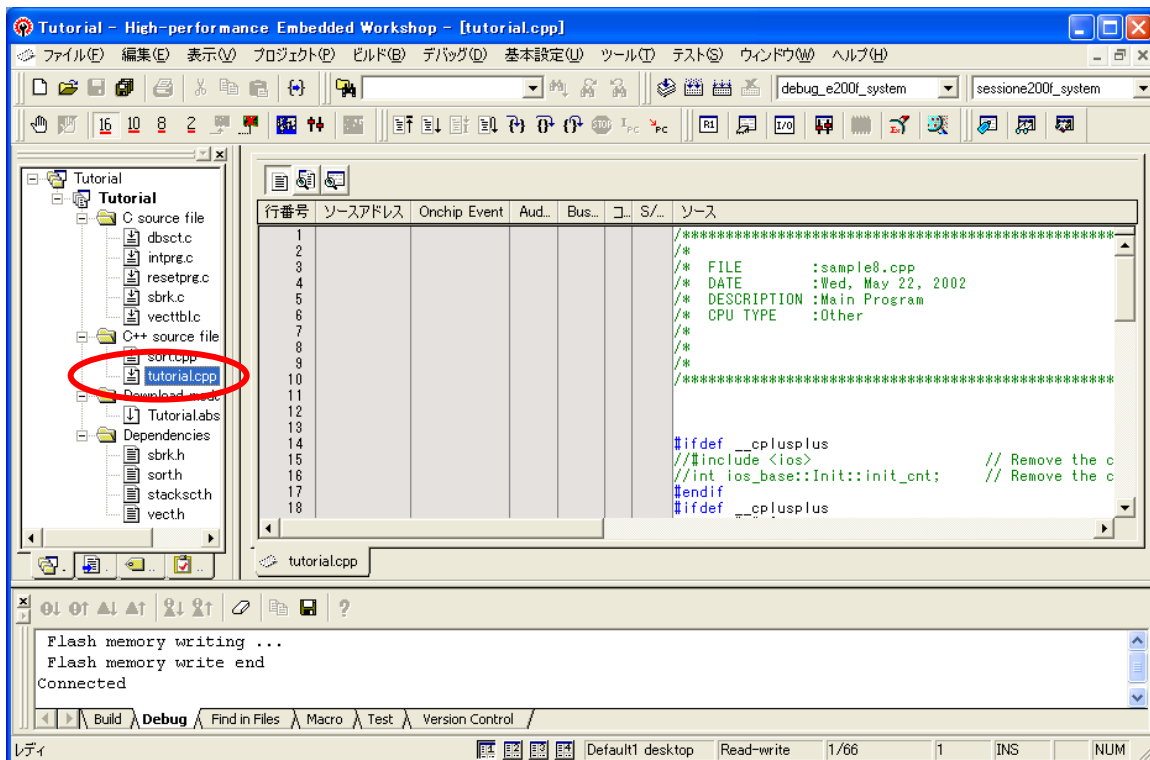 Tutorial - High-performance Embedded Workshop - [tutorial.cpp]
ファイル(F) 編集(E) 表示(V) プロジェクト(P) ビルド(B) デバッグ(D) 基本設定(U) ツール(T) テスト(S) ウィンドウ(W) ヘルプ(H)
debug_e200f_system sessione200f_system
16 10 8 2
Tutorial
Tutorial
C source file
dbsct.c
intprg.c
resetprg.c
sbrk.c
vecttbl.c
C++ source file
sort.cpp
tutorial.cpp
Download modu
Tutorial.abs
Dependencies
sbrk.h
sort.h
stacksct.h
vect.h
行番号 ソースアドレス Onchip Event Aud... Bus... コ... S/... ソース
1 /**************************************************
2 /*
3 /* FILE :sample8.cpp
4 /* DATE :Wed, May 22, 2002
5 /* DESCRIPTION :Main Program
6 /* CPU TYPE :Other
7 /*
8 /*
9 /*
10 /**************************************************
11
12
13
14 #ifdef __cplusplus
15 //#include <ios> // Remove the c
16 //int ios_base::Init::init_cnt; // Remove the c
17 #endif
18 #ifdef __cplusplus
tutorial.cpp
Flash memory writing ...
Flash memory write end
Connected
Build Debug Find in Files Macro Test Version Control
レディ Default1 desktop Read-write 1/66 1 INS NUM